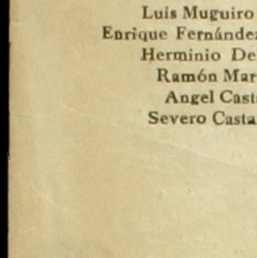 Luis Muguiro
Enrique Fernánde
Herminio De
Ramón Mar
Angel Cast
Severo Casta